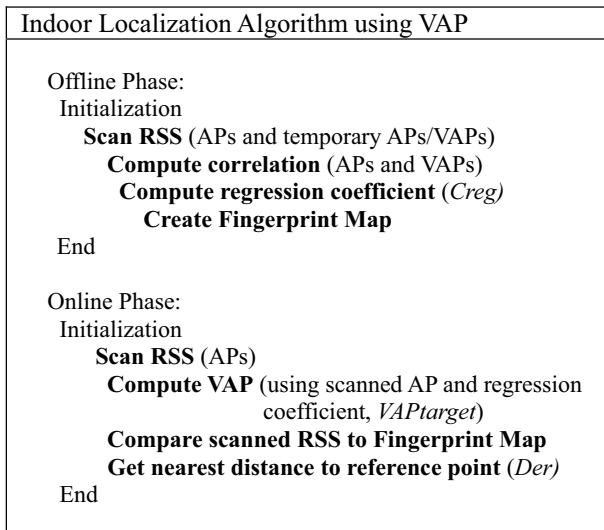 Indoor Localization Algorithm using VAP
Offline Phase:
Initialization
Scan RSS (APs and temporary APs/VAPs)
Compute correlation (APs and VAPs)
Compute regression coefficient (Creg)
Create Fingerprint Map
End
Online Phase:
Initialization
Scan RSS (APs)
Compute VAP (using scanned AP and regression
coefficient, VAPtarget)
Compare scanned RSS to Fingerprint Map
Get nearest distance to reference point (Der)
End